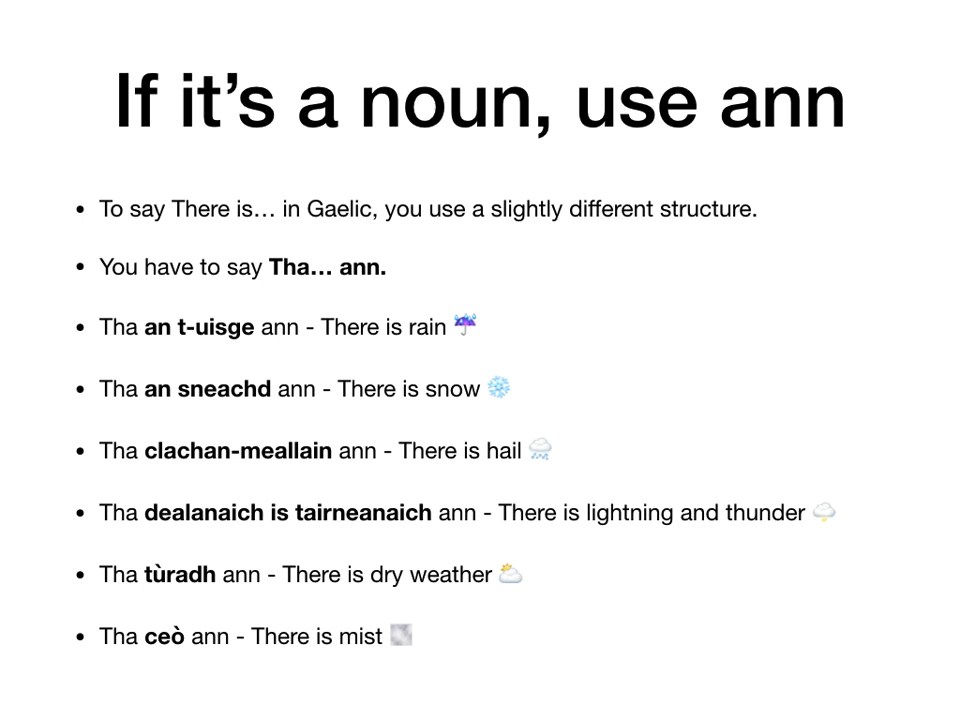 If it’s a noun, use ann
• To say There is… in Gaelic, you use a slightly different structure.
• You have to say Tha… ann.
• Tha an t-uisge ann - There is rain ☔
• Tha an sneachd ann - There is snow ❄️
• Tha clachan-meallain ann - There is hail 🌨️
• Tha dealanaich is tairneanaich ann - There is lightning and thunder 🌩️
• Tha tùradh ann - There is dry weather 🌥️
• Tha ceò ann - There is mist 🌫️